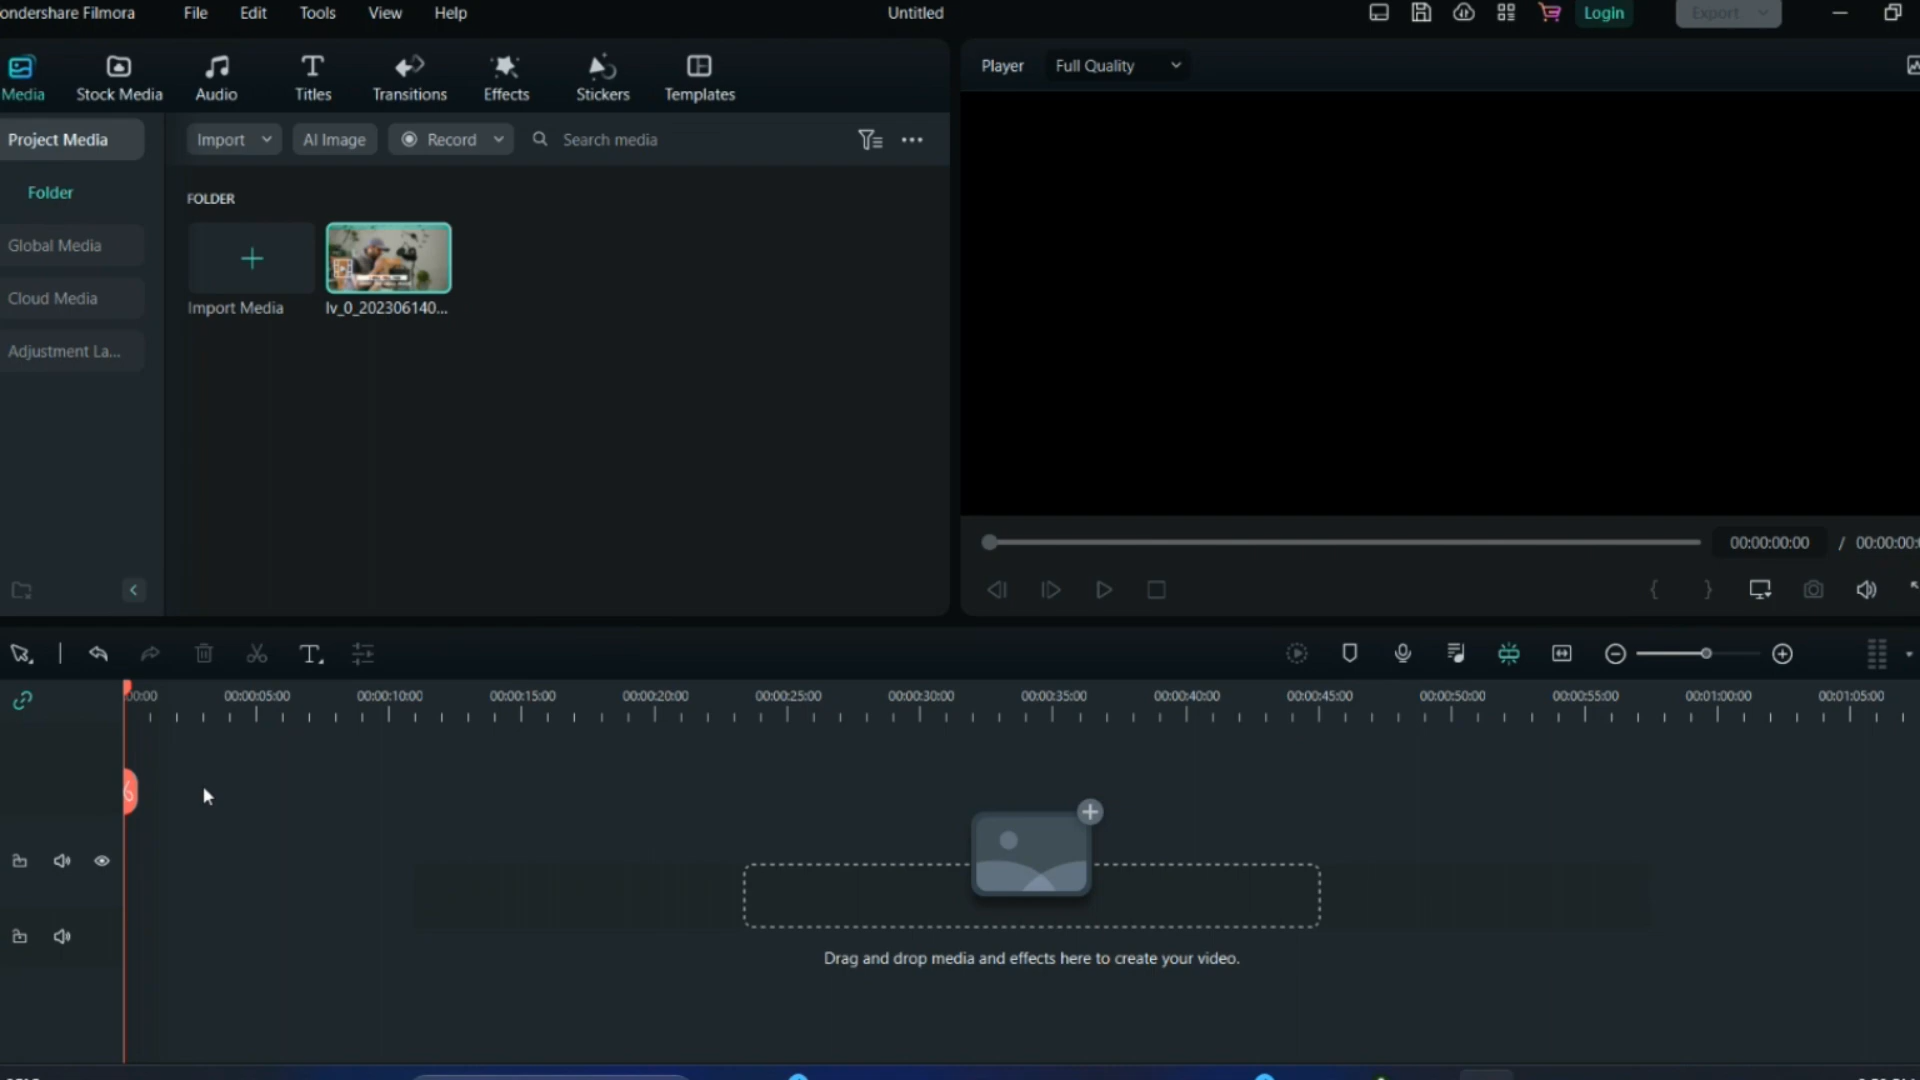 ondershare Filmora File Edit Tools View Help Untitled Login Export
Media Stock Media Audio Titles Transitions Effects Stickers Templates
Player Full Quality
Project Media
Import AI Image Record Search media
Folder
FOLDER
Global Media
Cloud Media
Import Media lv_0_202306140...
Adjustment La...
00:00:00:00 / 00:00:00:
00:00 00:00:05:00 00:00:10:00 00:00:15:00 00:00:20:00 00:00:25:00 00:00:30:00 00:00:35:00 00:00:40:00 00:00:45:00 00:00:50:00 00:00:55:00 00:01:00:00 00:01:05:00
Drag and drop media and effects here to create your video.